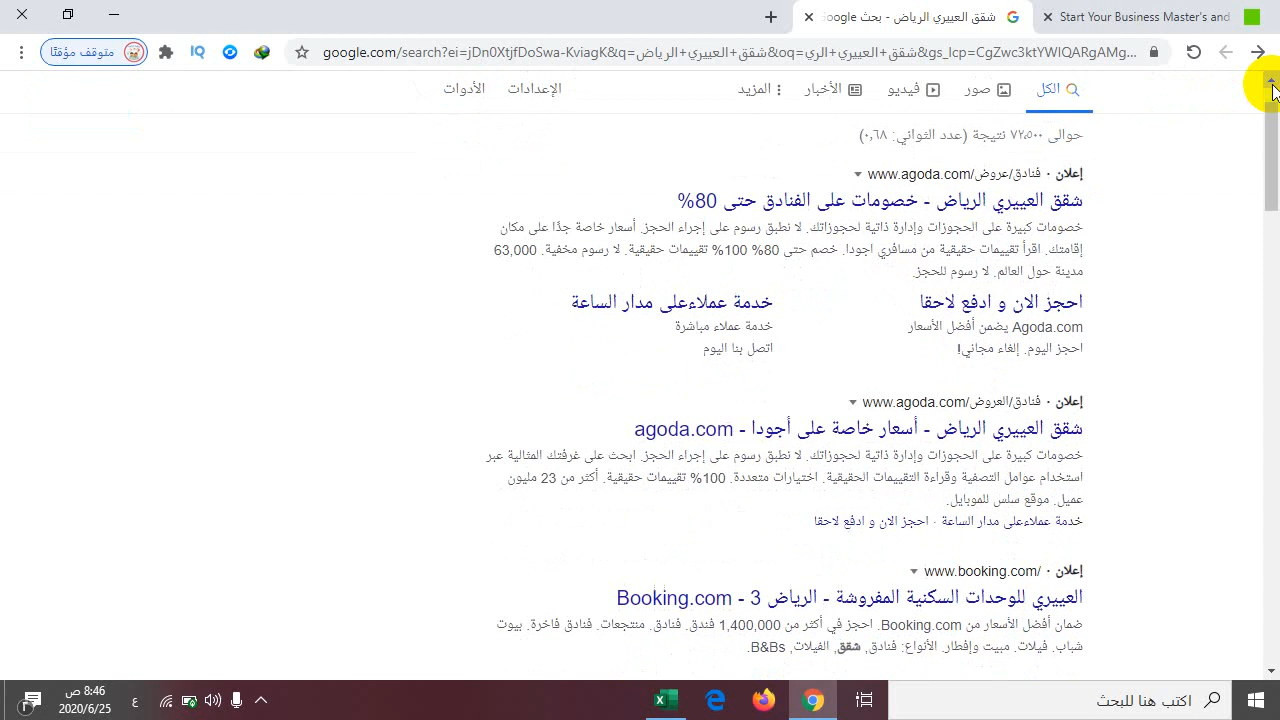 Start Your Business Master's and
شقق العييري الرياض - بحث Google
google.com/search?ei=jDn0XtjfDoSwa-KviagK&q=شقق+العييري+الرياض&oq=شقق+العييري+الري&gs_lcp=CgZwc3ktYWIQARgAMg...
متوقف مؤقتًا
الكل
صور
فيديو
الأخبار
المزيد
الإعدادات
الأدوات
حوالى ٧٢،٥٠٠ نتيجة (عدد الثواني: ٠٫٦٨)
إعلان · www.agoda.com/فنادق/عروض
شقق العييري الرياض - خصومات على الفنادق حتى 80%
خصومات كبيرة على الحجوزات وإدارة ذاتية لحجوزاتك. لا نطبق رسوم على إجراء الحجز. أسعار خاصة جدًا على مكان
إقامتك. اقرأ تقييمات حقيقية من مسافري اجودا. خصم حتى 80% 100% تقييمات حقيقية. لا رسوم مخفية. 63,000
مدينة حول العالم. لا رسوم للحجز.
احجز الان و ادفع لاحقا
Agoda.com يضمن أفضل الأسعار
احجز اليوم. إلغاء مجاني!
خدمة عملاءعلى مدار الساعة
خدمة عملاء مباشرة
اتصل بنا اليوم
إعلان · www.agoda.com/فنادق/العروض
شقق العييري الرياض - أسعار خاصة على أجودا - agoda.com
خصومات كبيرة على الحجوزات وإدارة ذاتية لحجوزاتك. لا نطبق رسوم على إجراء الحجز. ابحث على غرفتك المثالية عبر
استخدام عوامل التصفية وقراءة التقييمات الحقيقية. اختيارات متعددة. 100% تقييمات حقيقية. أكثر من 23 مليون
عميل. موقع سلس للموبايل.
خدمة عملاءعلى مدار الساعة · احجز الان و ادفع لاحقا
إعلان · www.booking.com/
العييري للوحدات السكنية المفروشة - الرياض 3 - Booking.com
ضمان أفضل الأسعار من Booking.com. احجز في أكثر من 1,400,000 فندق. فنادق. منتجعات. فنادق فاخرة. بيوت
شباب. فيلات. مبيت وإفطار. الأنواع: فنادق, شقق, الفيلات, B&Bs.
اكتب هنا للبحث
ع
8:46 ص
2020/6/25